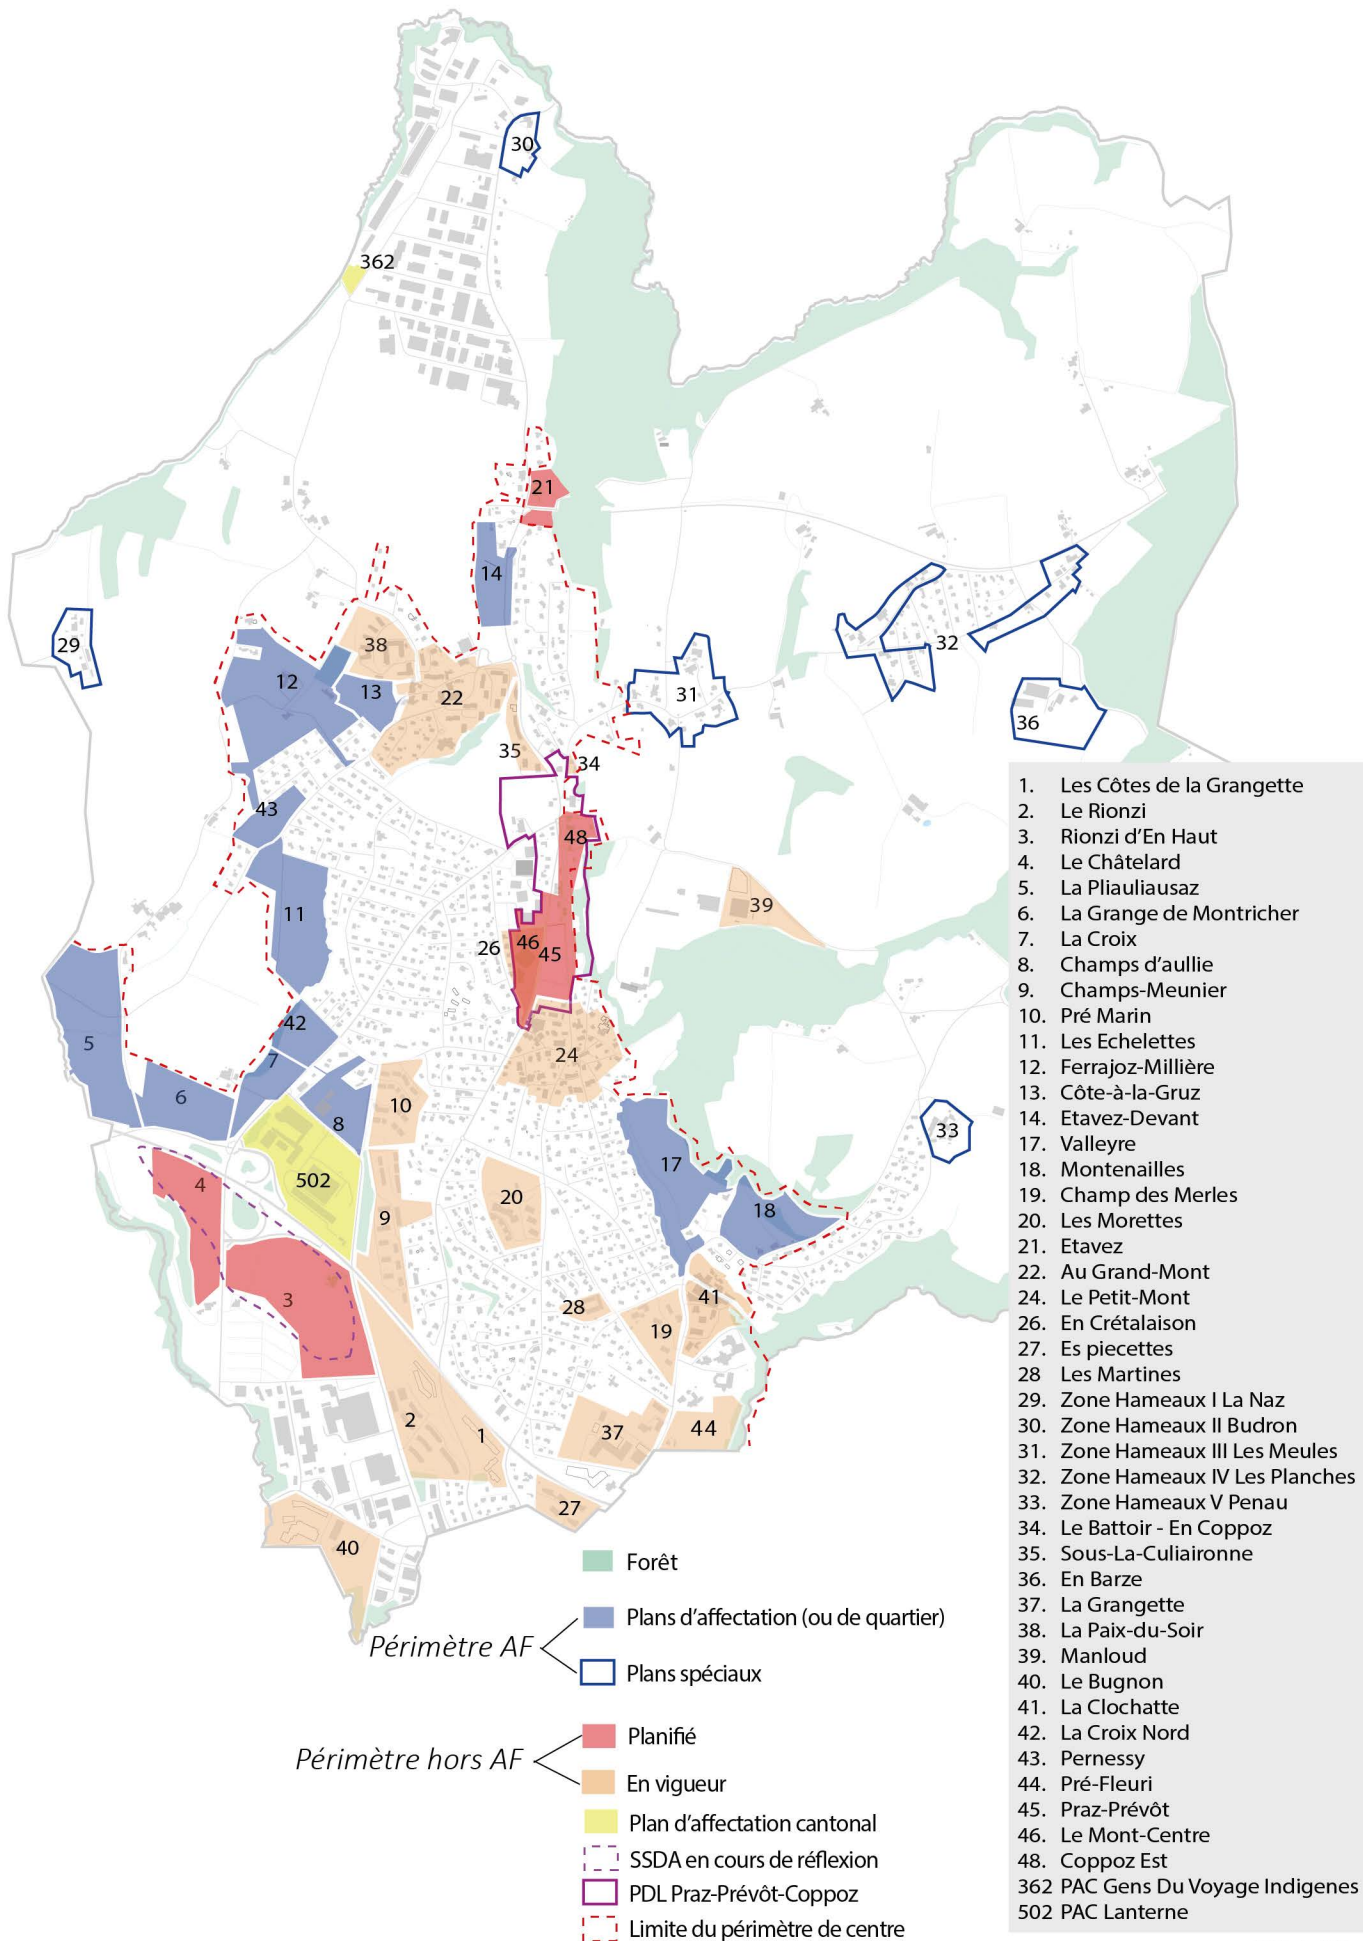 30
362
21
14
29
38
12
13
22
31
32
36
35
34
43
48
11
39
26
46
45
42
5
7
24
6
10
8
33
17
4
502
20
18
9
3
28
41
19
2
1
37
44
27
40
1. Les Côtes de la Grangette
2. Le Rionzi
3. Rionzi d’En Haut
4. Le Châtelard
5. La Pliauliausaz
6. La Grange de Montricher
7. La Croix
8. Champs d’aullie
9. Champs-Meunier
10. Pré Marin
11. Les Echelettes
12. Ferrajoz-Millière
13. Côte-à-la-Gruz
14. Etavez-Devant
17. Valleyre
18. Montenailles
19. Champ des Merles
20. Les Morettes
21. Etavez
22. Au Grand-Mont
24. Le Petit-Mont
26. En Crétalaison
27. Es piecettes
28 Les Martines
29. Zone Hameaux I La Naz
30. Zone Hameaux II Budron
31. Zone Hameaux III Les Meules
32. Zone Hameaux IV Les Planches
33. Zone Hameaux V Penau
34. Le Battoir - En Coppoz
35. Sous-La-Culiaironne
36. En Barze
37. La Grangette
38. La Paix-du-Soir
39. Manloud
40. Le Bugnon
41. La Clochatte
42. La Croix Nord
43. Pernessy
44. Pré-Fleuri
45. Praz-Prévôt
46. Le Mont-Centre
48. Coppoz Est
362 PAC Gens Du Voyage Indigenes
502 PAC Lanterne
Forêt
Périmètre AF
Plans d’affectation (ou de quartier)
Plans spéciaux
Périmètre hors AF
Planifié
En vigueur
Plan d’affectation cantonal
SSDA en cours de réflexion
PDL Praz-Prévôt-Coppoz
Limite du périmètre de centre